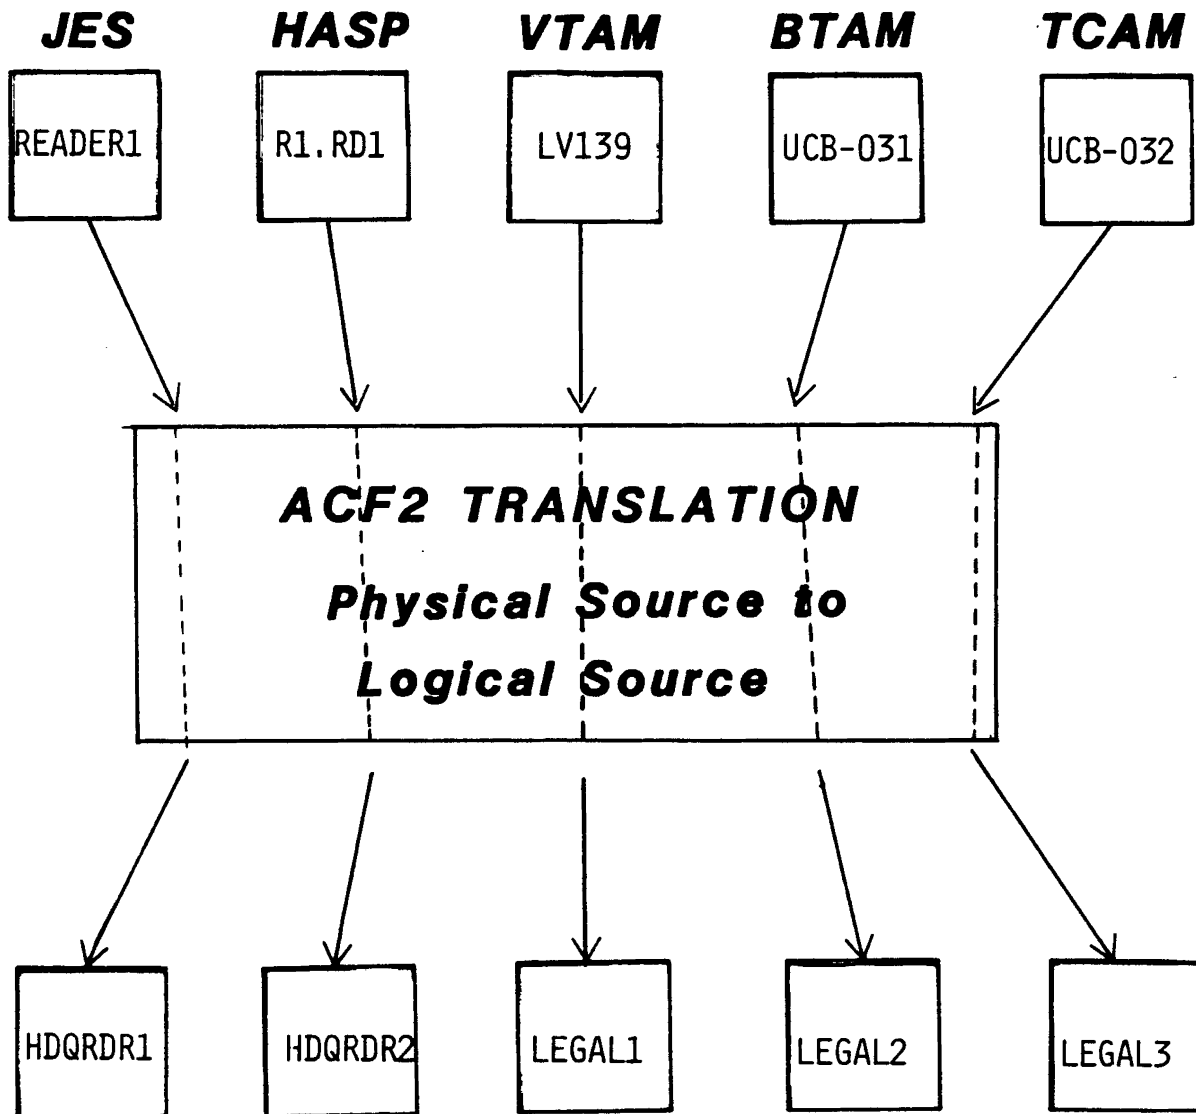 JES HASP VTAM BTAM TCAM
READER1 R1.RD1 LV139 UCB-031 UCB-032
ACF2 TRANSLATION
Physical Source to
Logical Source
HDQRDR1 HDQRDR2 LEGAL1 LEGAL2 LEGAL3